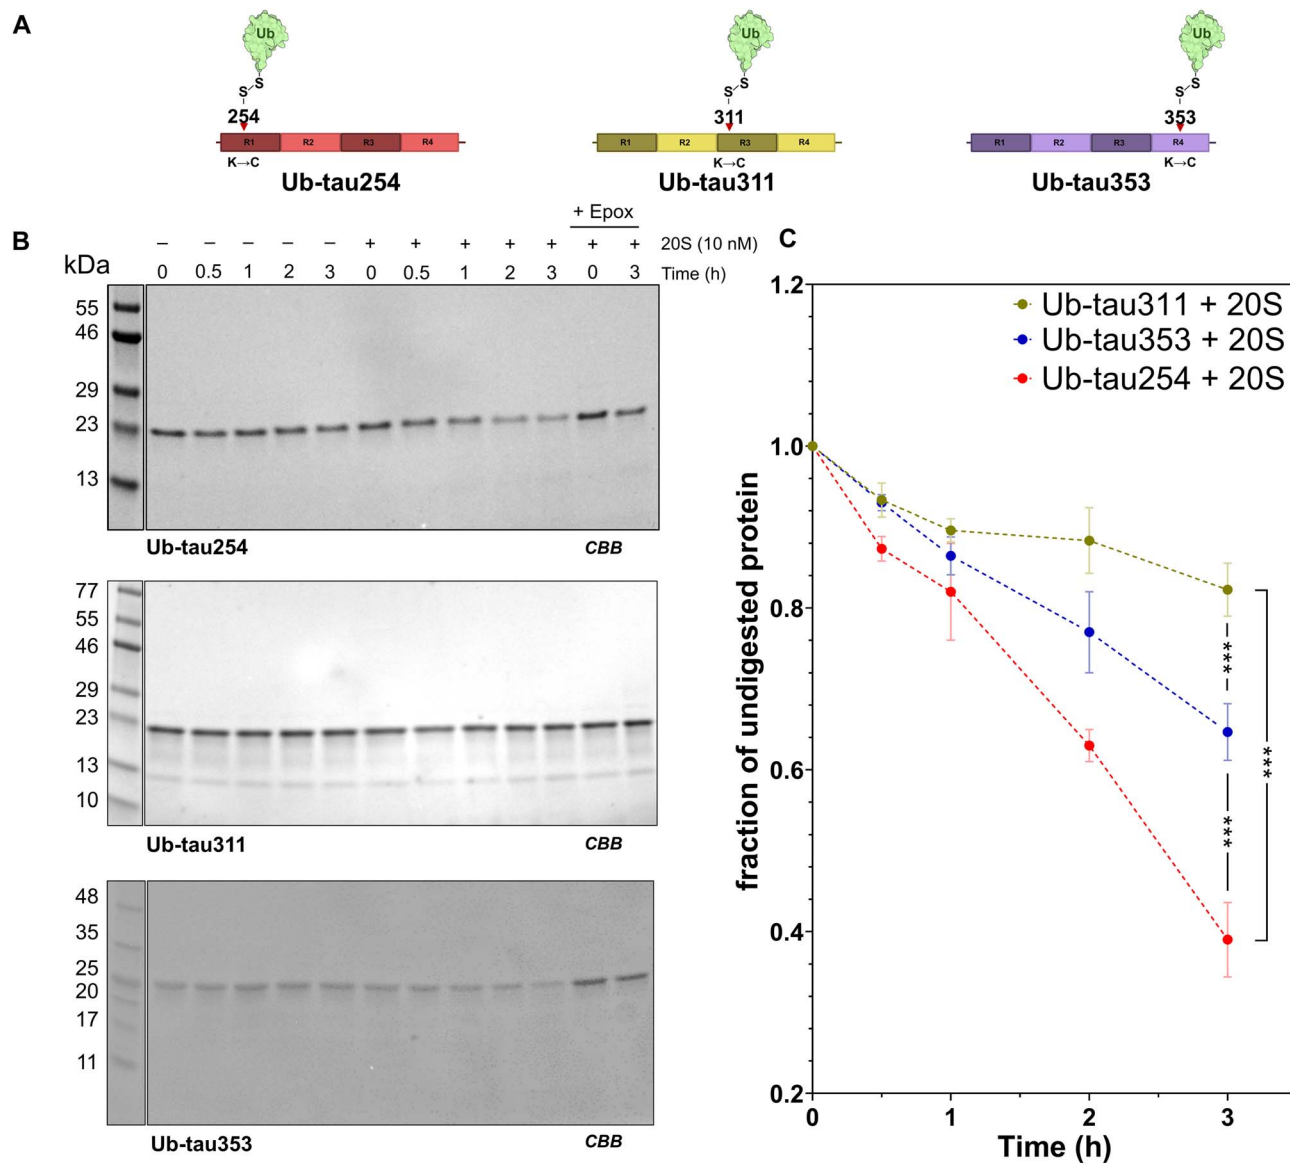 A
Ub
S
S
254
R1 R2 R3 R4
K→C
Ub-tau254
Ub
S
S
311
R1 R2 R3 R4
K→C
Ub-tau311
Ub
S
S
353
R1 R2 R3 R4
K→C
Ub-tau353
B
+ Epox
− − − − − + + + + + + + 20S (10 nM)
kDa
0 0.5 1 2 3 0 0.5 1 2 3 0 3 Time (h)
55
46
29
23
13
Ub-tau254 CBB
77
55
46
29
23
13
10
Ub-tau311 CBB
48
35
25
20
17
11
Ub-tau353 CBB
C
1.2
1.0
0.8
0.6
0.4
0.2
fraction of undigested protein
Ub-tau311 + 20S
Ub-tau353 + 20S
Ub-tau254 + 20S
***
***
***
0 1 2 3
Time (h)